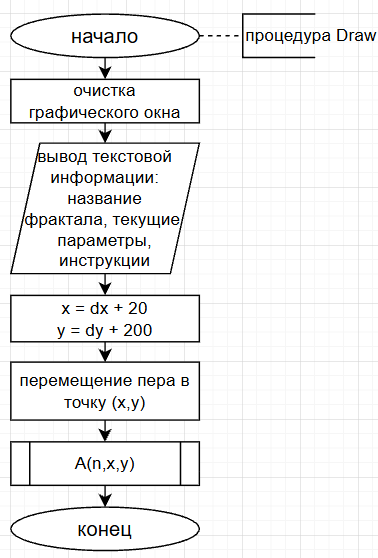 начало
процедура Draw
очистка
графического окна
вывод текстовой
информации:
название
фрактала, текущие
параметры,
инструкции
x = dx + 20
y = dy + 200
перемещение пера в
точку (x,y)
A(n,x,y)
конец